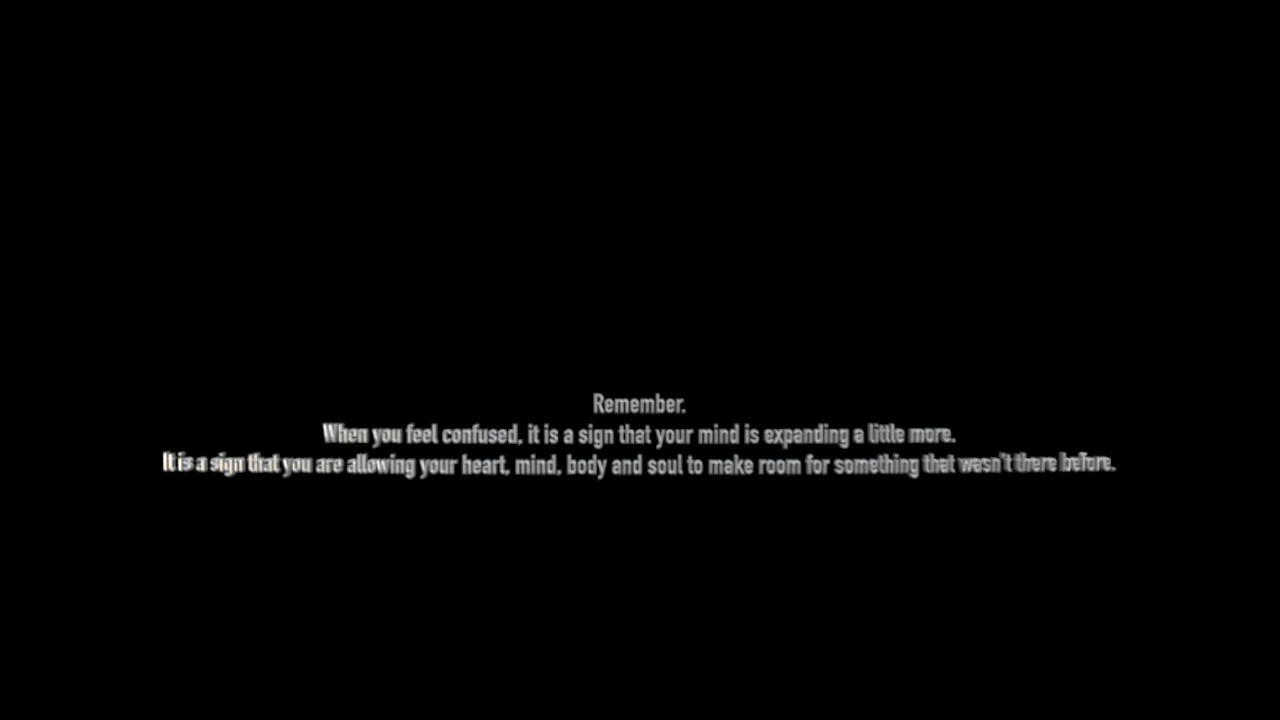 Remember.
When you feel confused, it is a sign that your mind is expanding a little more.
It is a sign that you are allowing your heart, mind, body and soul to make room for something that wasn't there before.